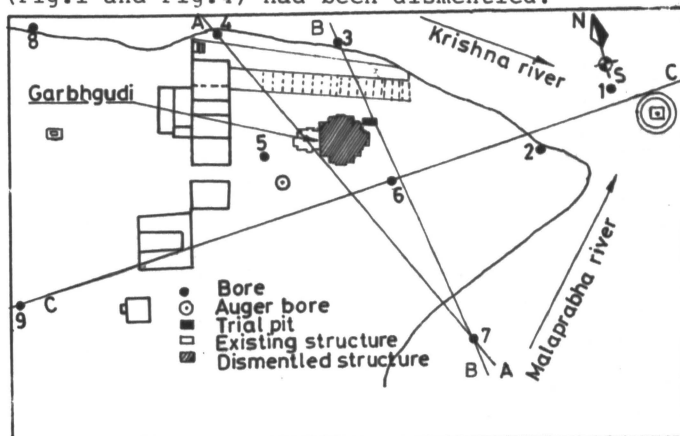 (Fig.1 and Fig.4) had been dismentled.
A
4
B
3
8
Krishna river
N
S
C
1
Garbhgudi
2
5
6
Malaprabha river
9
C
Bore
Auger bore
Trial pit
Existing structure
Dismentled structure
7
B
A